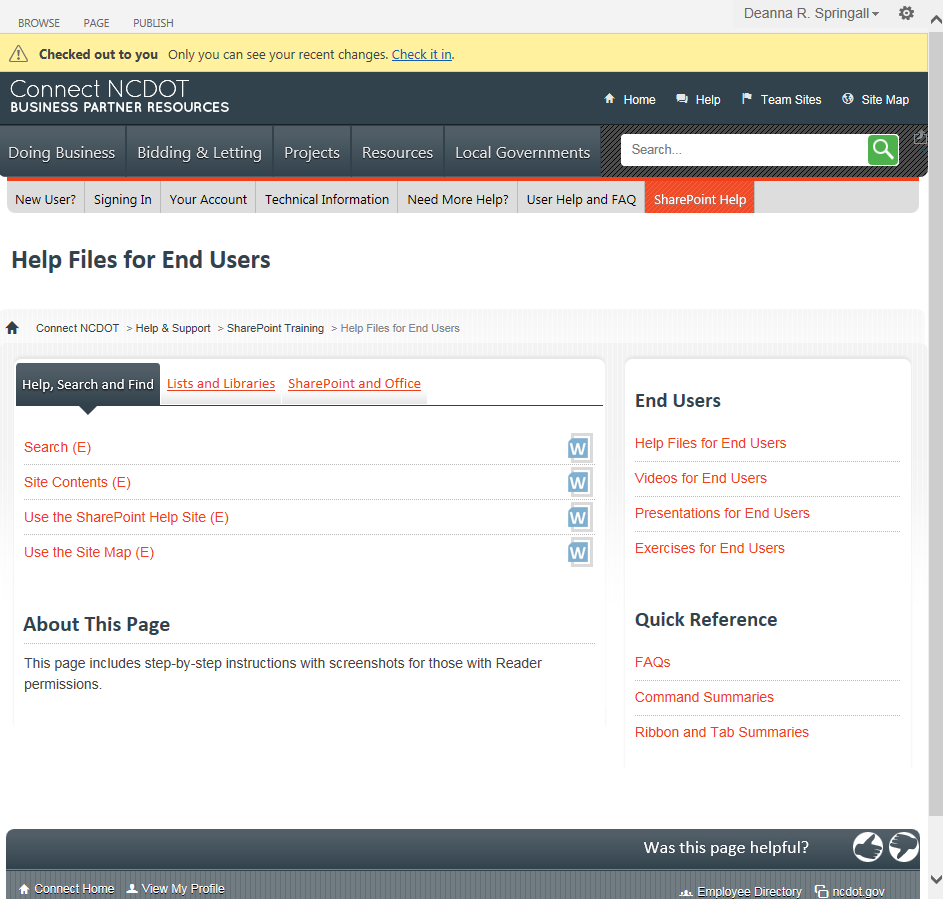 BROWSE PAGE PUBLISH
Deanna R. Springall
Checked out to you Only you can see your recent changes. Check it in.
Connect NCDOT
BUSINESS PARTNER RESOURCES
Home Help Team Sites Site Map
Doing Business Bidding & Letting Projects Resources Local Governments
Search...
New User? Signing In Your Account Technical Information Need More Help? User Help and FAQ SharePoint Help
Help Files for End Users
Connect NCDOT > Help & Support > SharePoint Training > Help Files for End Users
Help, Search and Find Lists and Libraries SharePoint and Office
Search (E) W
Site Contents (E) W
Use the SharePoint Help Site (E) W
Use the Site Map (E) W
About This Page
This page includes step-by-step instructions with screenshots for those with Reader
permissions.
End Users
Help Files for End Users
Videos for End Users
Presentations for End Users
Exercises for End Users
Quick Reference
FAQs
Command Summaries
Ribbon and Tab Summaries
Was this page helpful?
Connect Home View My Profile
Employee Directory ncdot.gov